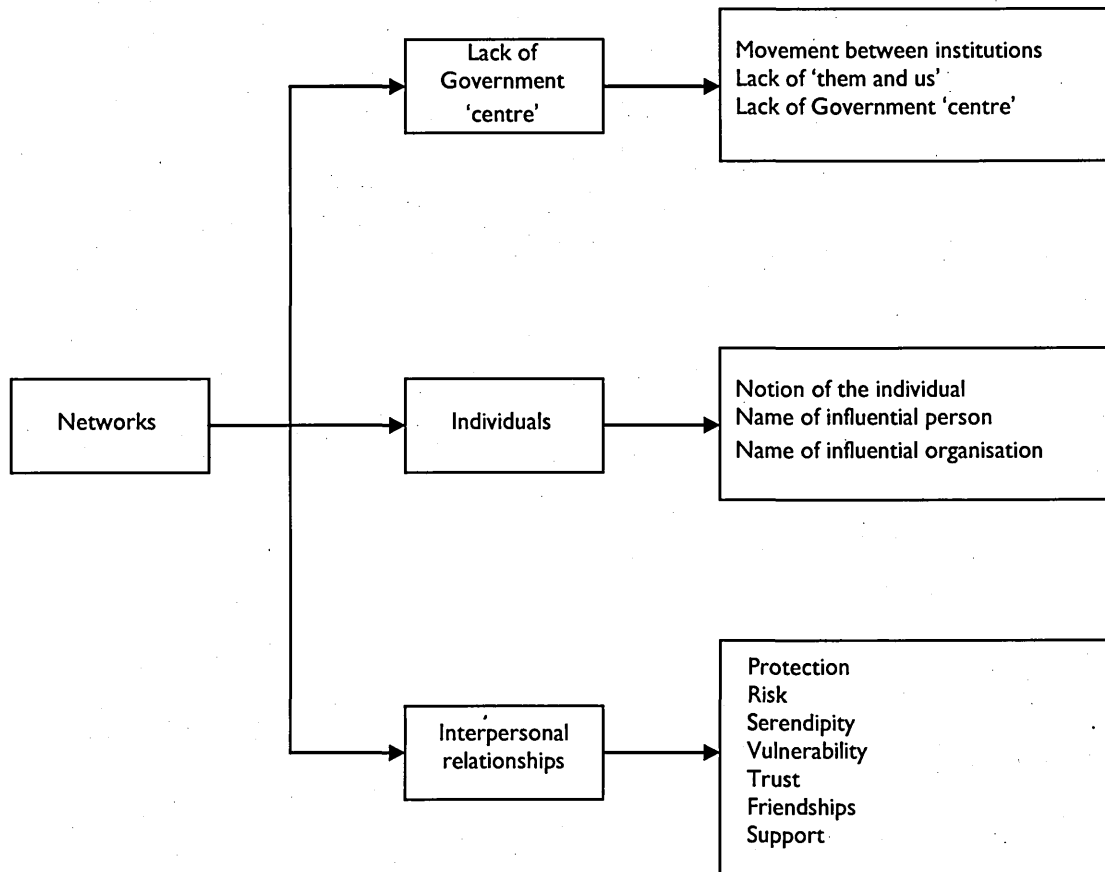 Lack of
Government
‘centre’
Movement between institutions
Lack of ‘them and us’
Lack of Government ‘centre’
Networks
Individuals
Notion of the individual
Name of influential person
Name of influential organisation
Interpersonal
relationships
Protection
Risk
Serendipity
Vulnerability
Trust
Friendships
Support